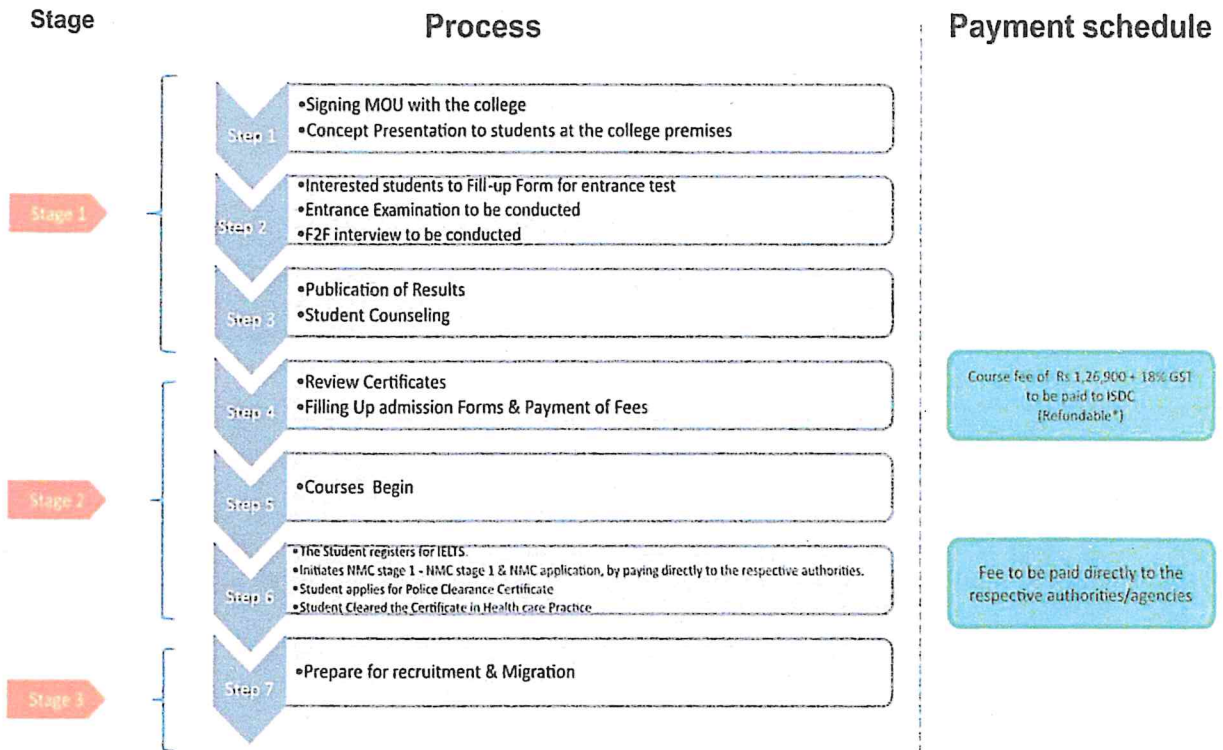 Stage
Process
Payment schedule
Stage 1
Step 1
•Signing MOU with the college
•Concept Presentation to students at the college premises
Step 2
•Interested students to Fill-up Form for entrance test
•Entrance Examination to be conducted
•F2F interview to be conducted
Step 3
•Publication of Results
•Student Counseling
Stage 2
Step 4
•Review Certificates
•Filling Up admission Forms & Payment of Fees
Course fee of Rs 1,26,900 + 18% GST
to be paid to ISDC
(Refundable*)
Step 5
•Courses Begin
Step 6
•The Student registers for IELTS.
•Initiates NMC stage 1 - NMC stage 1 & NMC application, by paying directly to the respective authorities.
•Student applies for Police Clearance Certificate
•Student Cleared the Certificate in Health care Practice
Fee to be paid directly to the
respective authorities/agencies
Stage 3
Step 7
•Prepare for recruitment & Migration